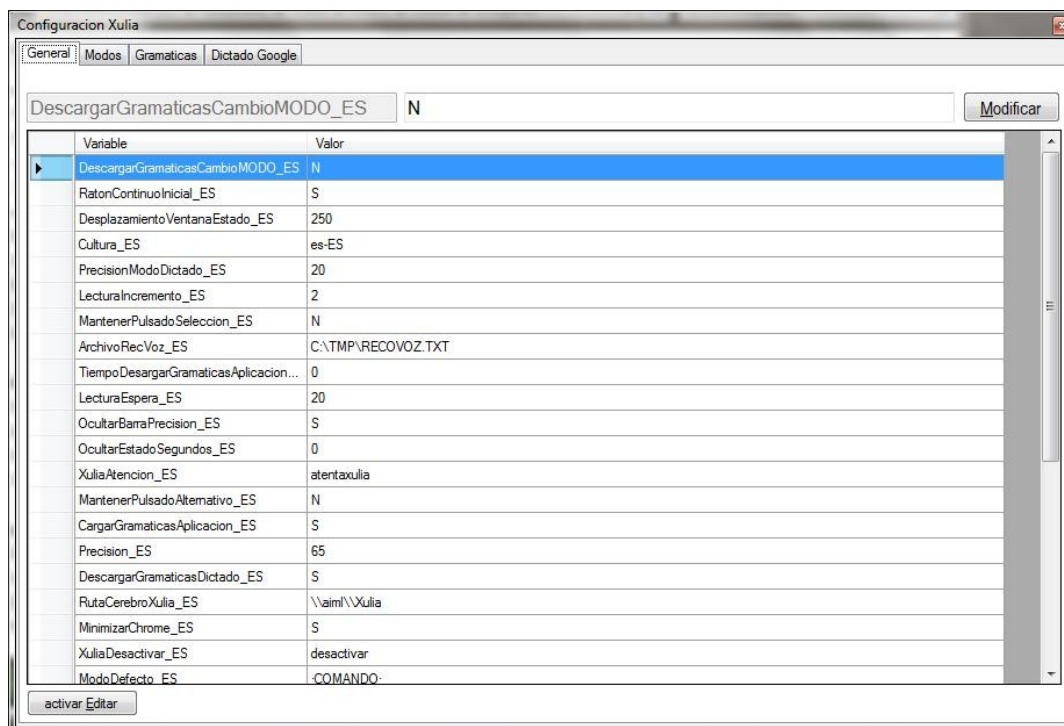 Configuracion Xulia
General Modos Gramaticas Dictado Google
DescargarGramaticasCambioMODO_ES N Modificar
Variable Valor
DescargarGramaticasCambioMODO_ES N
RatonContinuoInicial_ES S
DesplazamientoVentanaEstado_ES 250
Cultura_ES es-ES
PrecisionModoDictado_ES 20
LecturaIncremento_ES 2
MantenerPulsadoSeleccion_ES N
ArchivoRecVoz_ES C:\TMP\RECOVOZ.TXT
TiempoDesargarGramaticasAplicacion... 0
LecturaEspera_ES 20
OcultarBarraPrecision_ES S
OcultarEstadoSegundos_ES 0
XuliaAtencion_ES atentaxulia
MantenerPulsadoAlternativo_ES N
CargarGramaticasAplicacion_ES S
Precision_ES 65
DescargarGramaticasDictado_ES S
RutaCerebroXulia_ES \\aiml\\Xulia
MinimizarChrome_ES S
XuliaDesactivar_ES desactivar
ModoDefecto_ES -COMANDO-
activar Editar